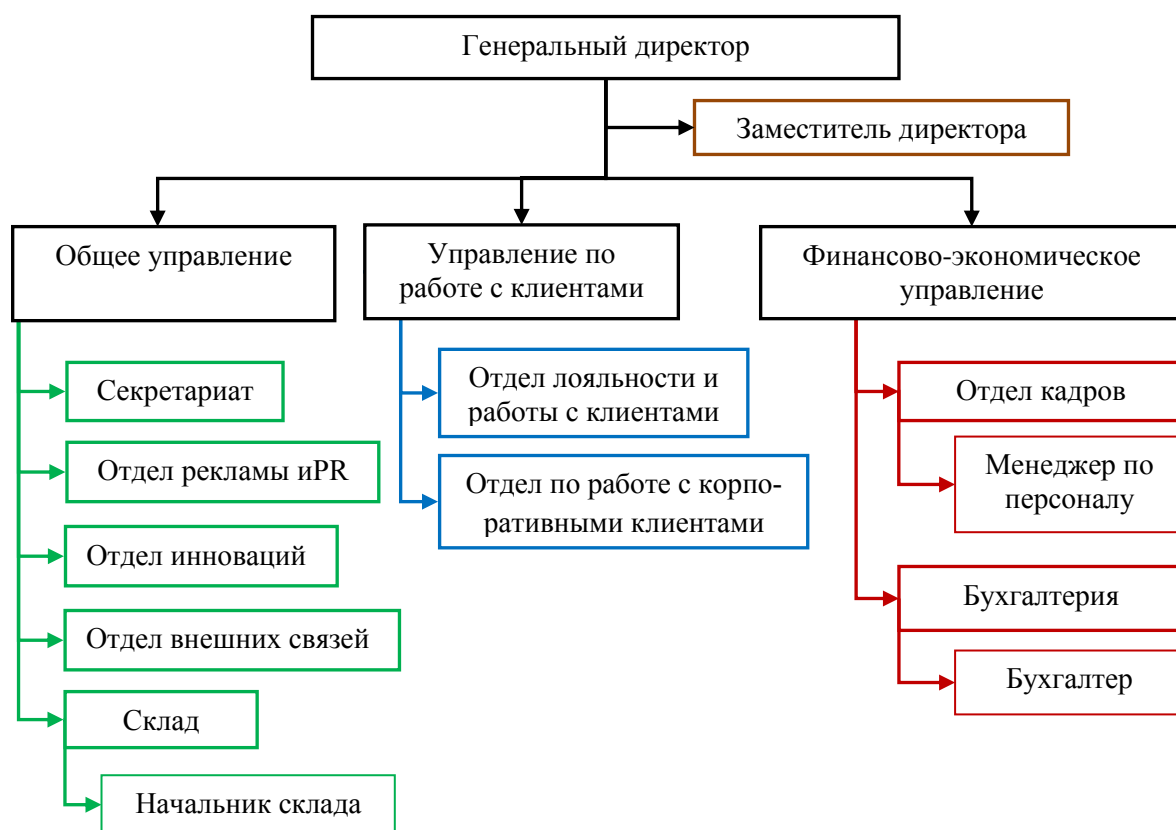 Генеральный директор
Заместитель директора
Общее управление
Управление по
работе с клиентами
Финансово-экономическое
управление
Секретариат
Отдел рекламы иPR
Отдел инноваций
Отдел внешних связей
Склад
Начальник склада
Отдел лояльности и
работы с клиентами
Отдел по работе с корпо-
ративными клиентами
Отдел кадров
Менеджер по
персоналу
Бухгалтерия
Бухгалтер